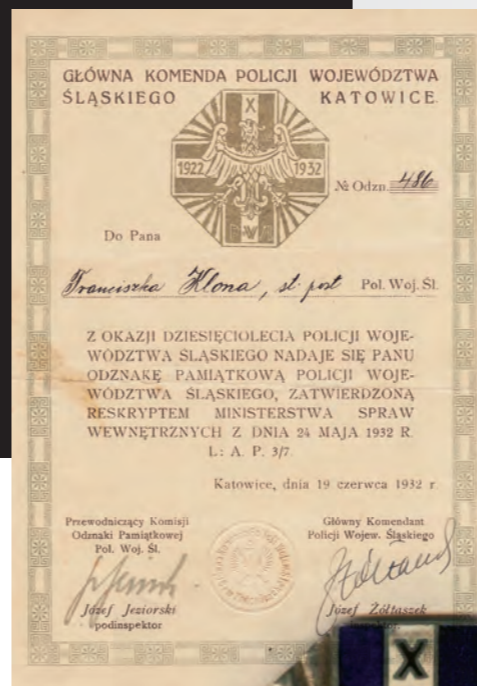 GŁÓWNA KOMENDA POLICJI WOJEWÓDZTWA
ŚLĄSKIEGO KATOWICE.
X
1922 1932
№ Odzn. 486
Do Pana
Franciszka Klona, st. post Pol. Woj. Śl.
Z OKAZJI DZIESIĘCIOLECIA POLICJI WOJE-
WÓDZTWA ŚLĄSKIEGO NADAJE SIĘ PANU
ODZNAKĘ PAMIĄTKOWĄ POLICJI WOJE-
WÓDZTWA ŚLĄSKIEGO, ZATWIERDZONĄ
RESKRYPTEM MINISTERSTWA SPRAW
WEWNĘTRZNYCH Z DNIA 24 MAJA 1932 R.
L: A. P. 3/7.
Katowice, dnia 19 czerwca 1932 r
Przewodniczący Komisji
Odznaki Pamiątkowej
Pol. Woj. Śl.
Główny Komendant
Policji Wojew. Śląskiego
Józef Jeziorski
podinspektor
Józef Żółtaszek
X